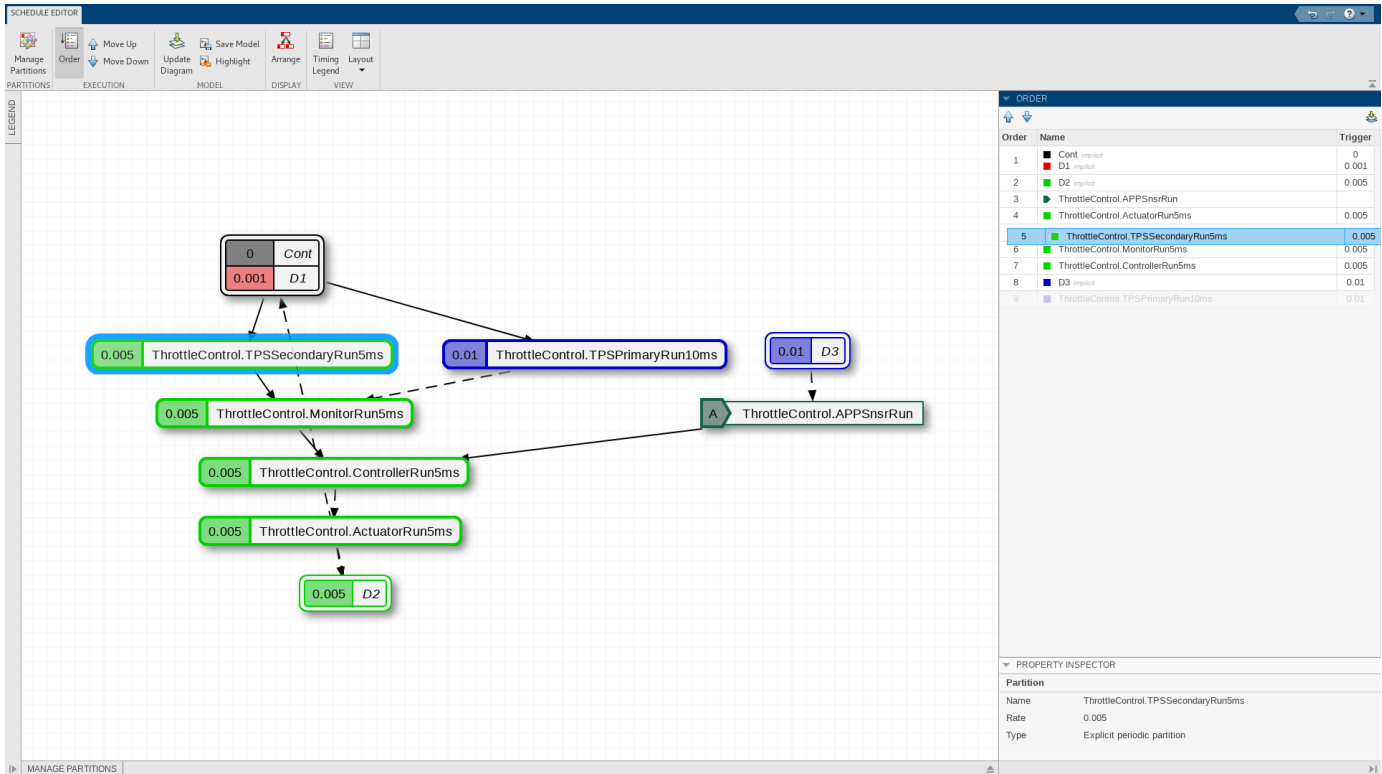 SCHEDULE EDITOR
Manage Partitions
Order
Move Up
Move Down
Update Diagram
Save Model
Highlight
Arrange
Timing Legend
Layout
PARTITIONS
EXECUTION
MODEL
DISPLAY
VIEW
LEGEND
0 Cont
0.001 D1
0.005 ThrottleControl.TPSSecondaryRun5ms
0.01 ThrottleControl.TPSPrimaryRun10ms
0.01 D3
0.005 ThrottleControl.MonitorRun5ms
A ThrottleControl.APPSnsrRun
0.005 ThrottleControl.ControllerRun5ms
0.005 ThrottleControl.ActuatorRun5ms
0.005 D2
MANAGE PARTITIONS
ORDER
Order Name Trigger
1 Cont Implicit 0
D1 Implicit 0.001
2 D2 Implicit 0.005
3 ThrottleControl.APPSnsrRun
4 ThrottleControl.ActuatorRun5ms 0.005
5 ThrottleControl.TPSSecondaryRun5ms 0.005
6 ThrottleControl.MonitorRun5ms 0.005
7 ThrottleControl.ControllerRun5ms 0.005
8 D3 Implicit 0.01
9 ThrottleControl.TPSPrimaryRun10ms 0.01
PROPERTY INSPECTOR
Partition
Name ThrottleControl.TPSSecondaryRun5ms
Rate 0.005
Type Explicit periodic partition